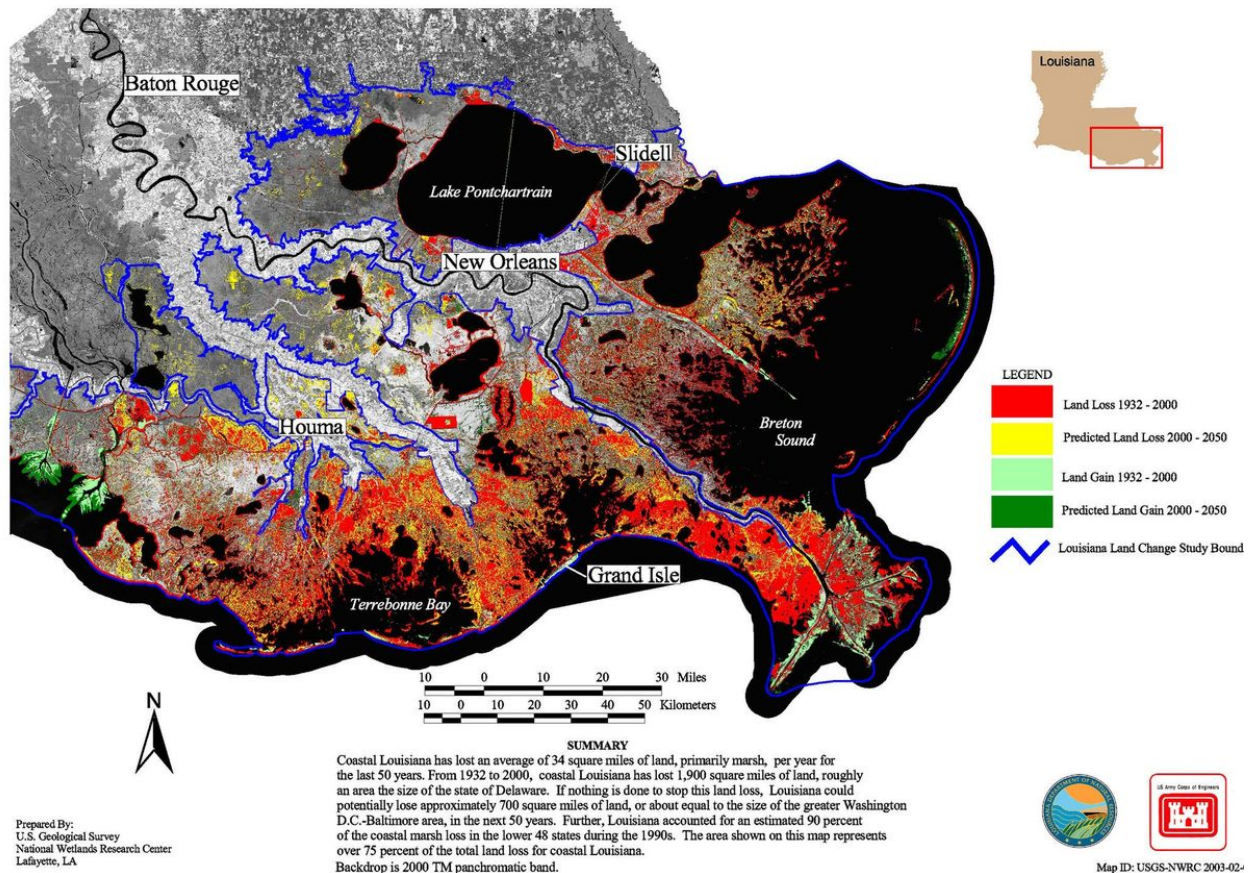 Louisiana
Baton Rouge
Slidell
Lake Pontchartrain
New Orleans
Breton
Sound
Houma
Grand Isle
Terrebonne Bay
LEGEND
Land Loss 1932 - 2000
Predicted Land Loss 2000 - 2050
Land Gain 1932 - 2000
Predicted Land Gain 2000 - 2050
Louisiana Land Change Study Bound
10 0 10 20 30 Miles
10 0 10 20 30 40 50 Kilometers
N
SUMMARY
Coastal Louisiana has lost an average of 34 square miles of land, primarily marsh, per year for
the last 50 years. From 1932 to 2000, coastal Louisiana has lost 1,900 square miles of land, roughly
an area the size of the state of Delaware. If nothing is done to stop this land loss, Louisiana could
potentially lose approximately 700 square miles of land, or about equal to the size of the greater Washington
D.C.-Baltimore area, in the next 50 years. Further, Louisiana accounted for an estimated 90 percent
of the coastal marsh loss in the lower 48 states during the 1990s. The area shown on this map represents
over 75 percent of the total land loss for coastal Louisiana.
Backdrop is 2000 TM panchromatic band.
Prepared By:
U.S. Geological Survey
National Wetlands Research Center
Lafayette, LA
US Army Corps of Engineers
Map ID: USGS-NWRC 2003-02-